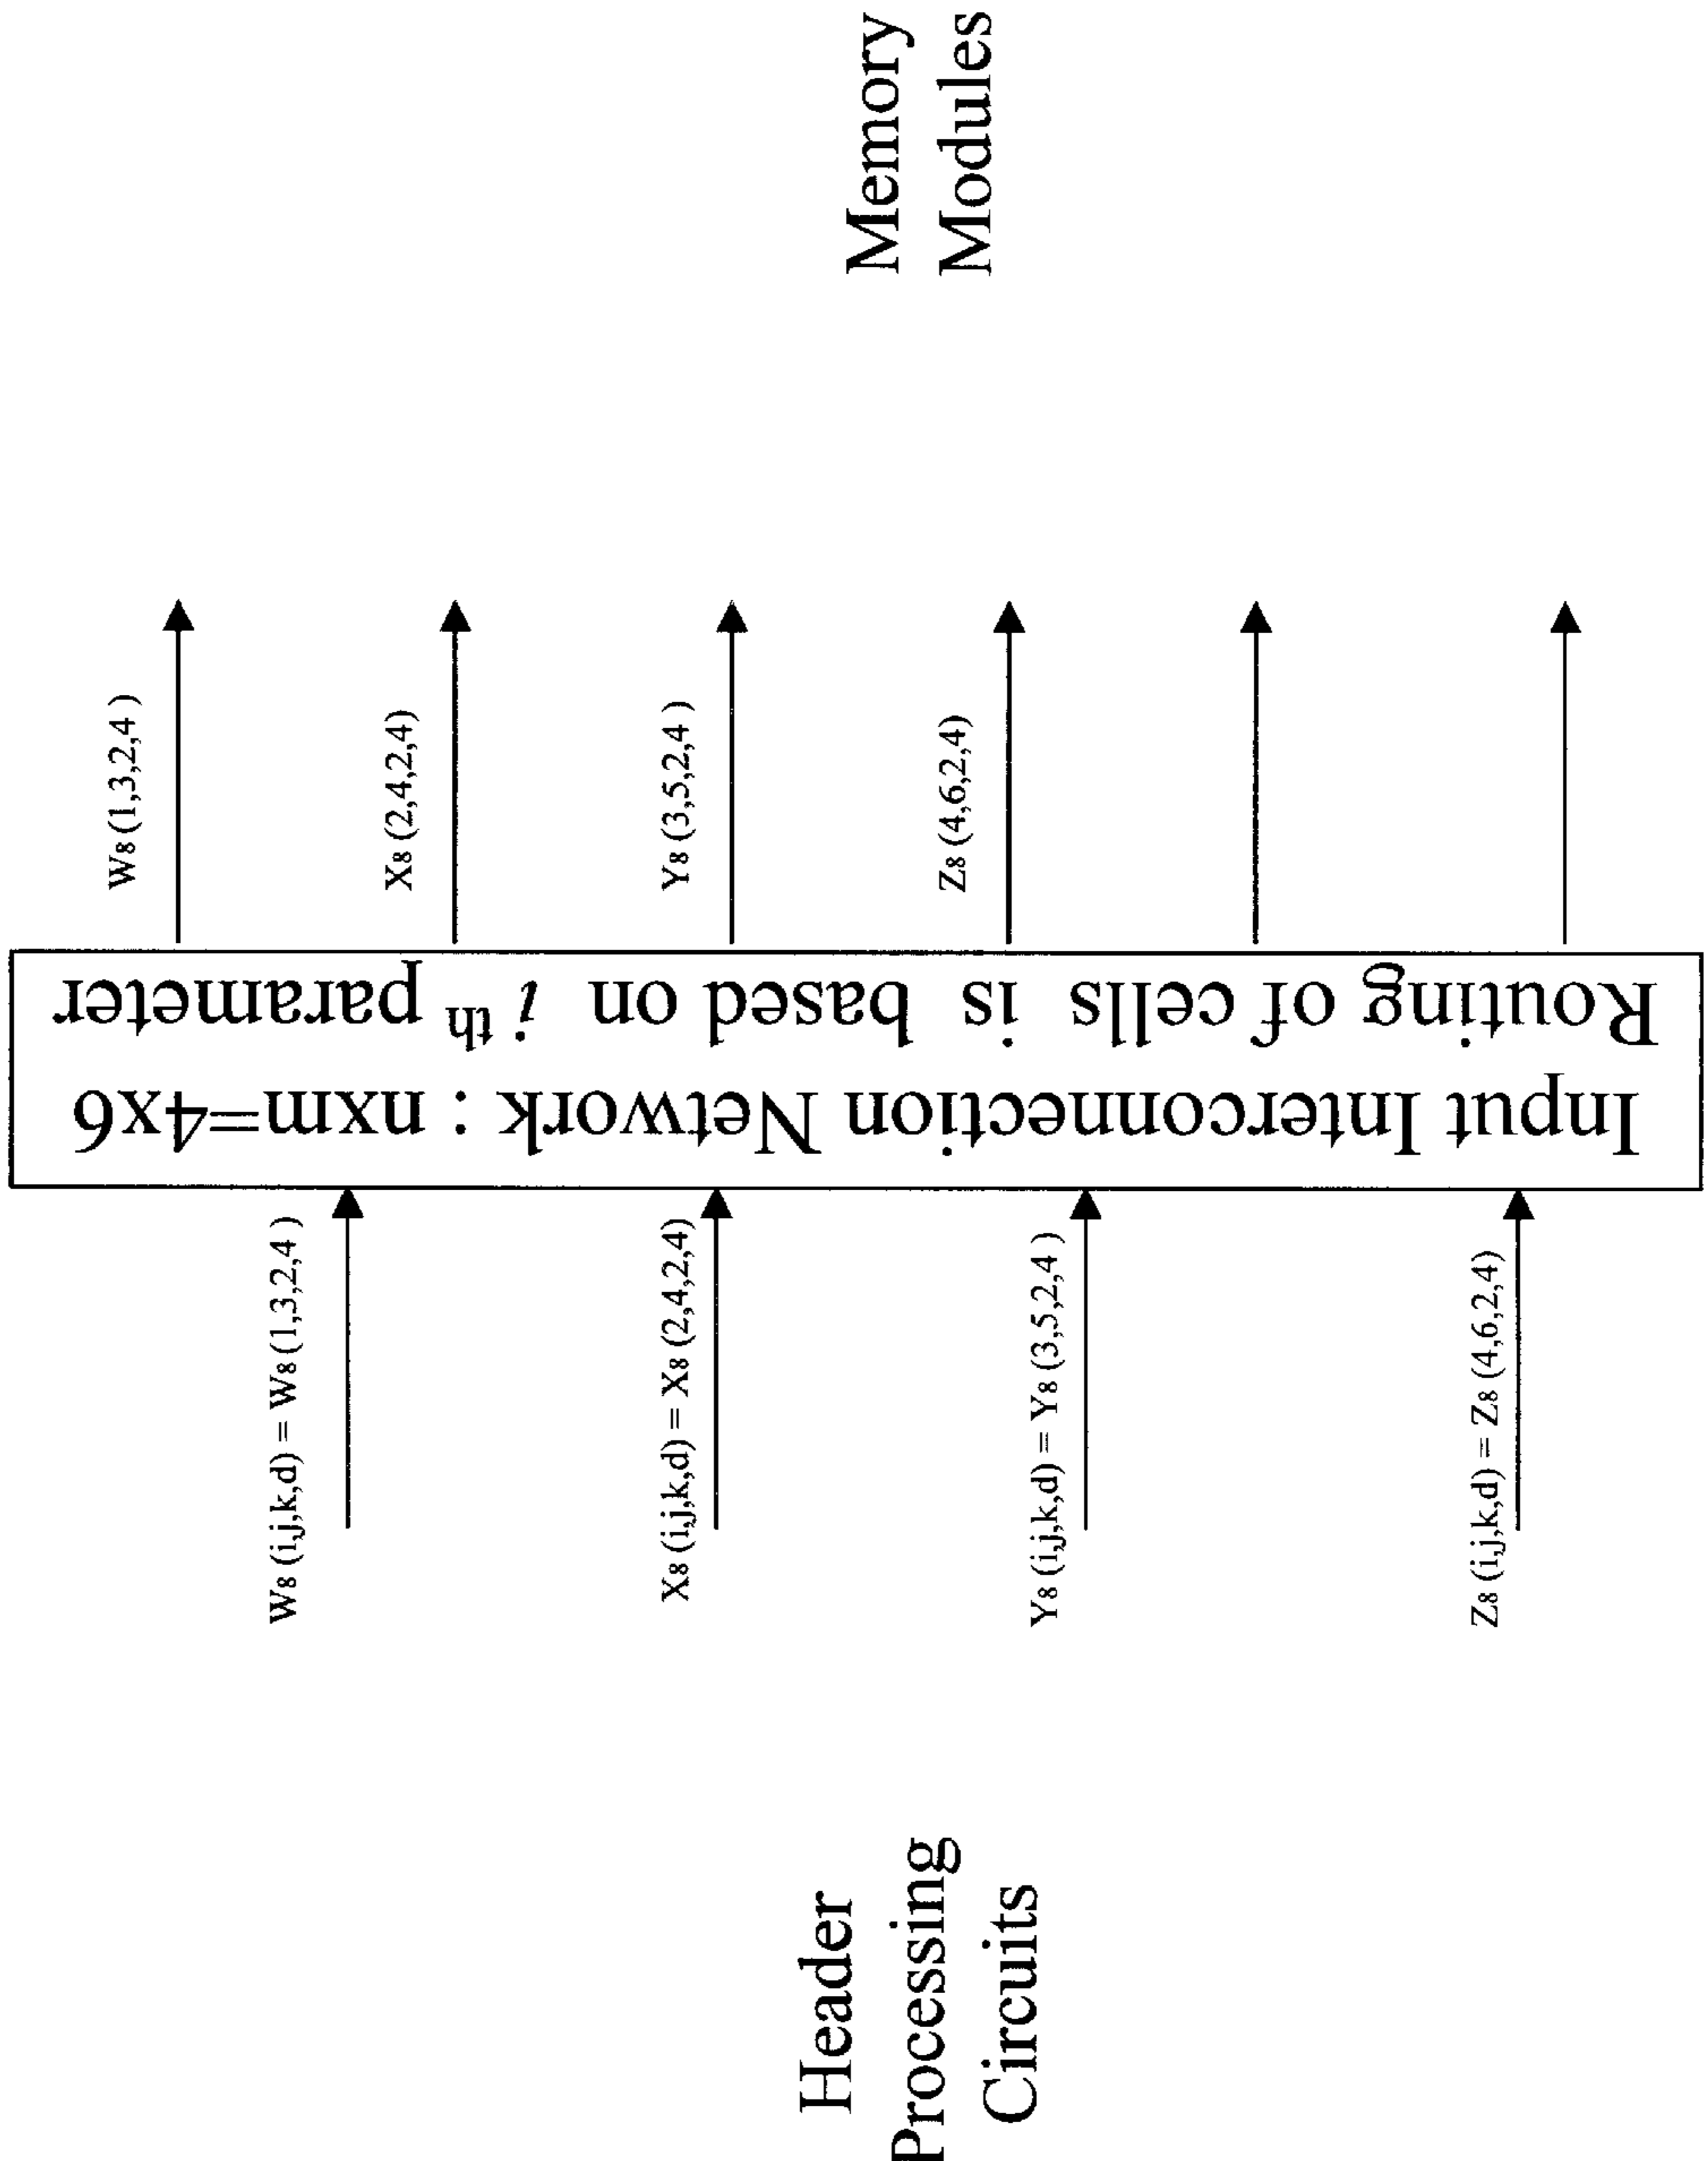 Header
Processing
Circuits
W8 (i,j,k,d) = W8 (1,3,2,4 )
X8 (i,j,k,d) = X8 (2,4,2,4)
Y8 (i,j,k,d) = Y8 (3,5,2,4 )
Z8 (i,j,k,d) = Z8 (4,6,2,4)
Input Interconnection Network : nxm=4x6
Routing of cells is based on i th parameter
W8 (1,3,2,4 )
X8 (2,4,2,4)
Y8 (3,5,2,4 )
Z8 (4,6,2,4)
Memory
Modules